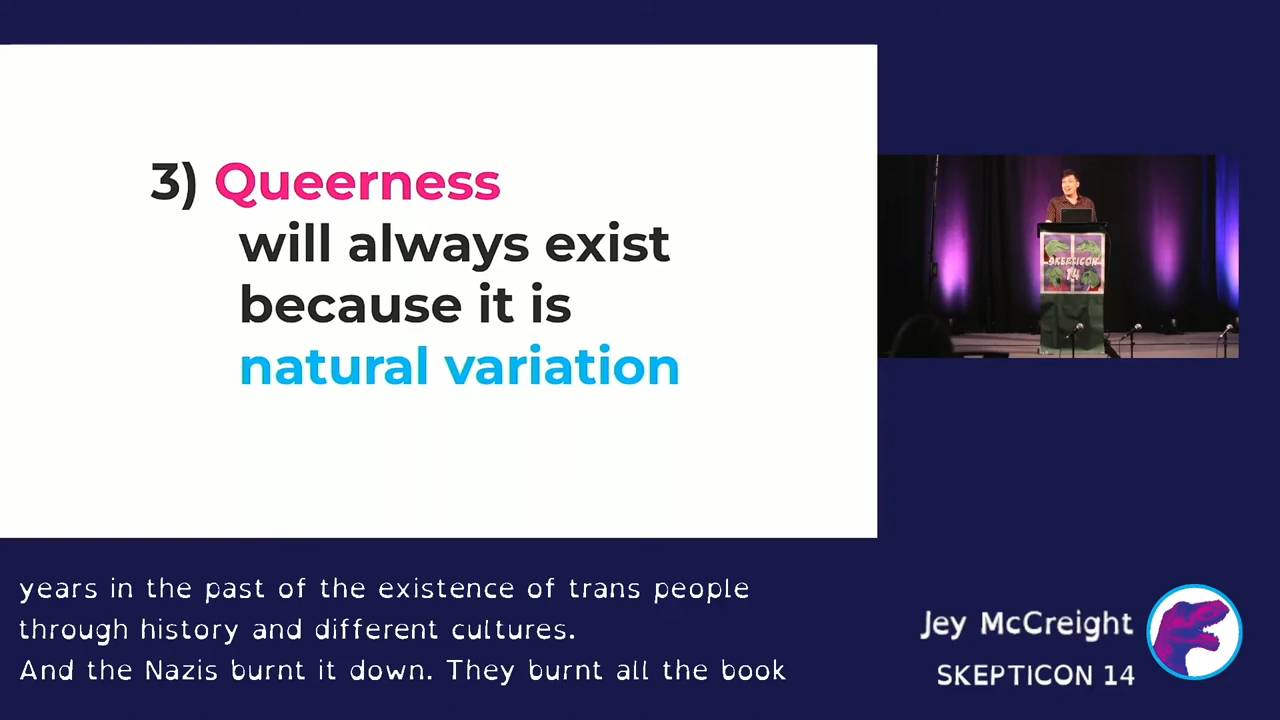 3) Queerness
will always exist
because it is
natural variation
SKEPTICON
14
years in the past of the existence of trans people
through history and different cultures.
And the Nazis burnt it down. They burnt all the book
Jey McCreight
SKEPTICON 14